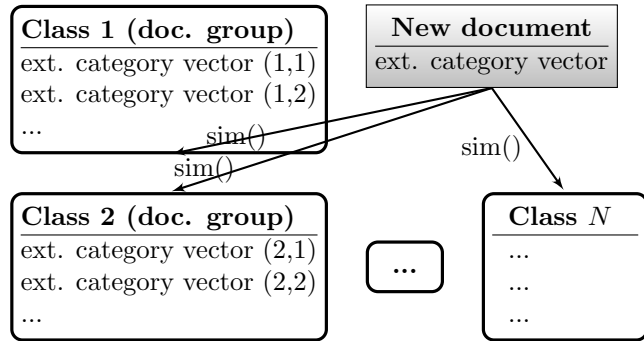 Class 1 (doc. group)
ext. category vector (1,1)
ext. category vector (1,2)
...
New document
ext. category vector
sim()
sim()
sim()
Class 2 (doc. group)
ext. category vector (2,1)
ext. category vector (2,2)
...
...
Class N
...
...
...